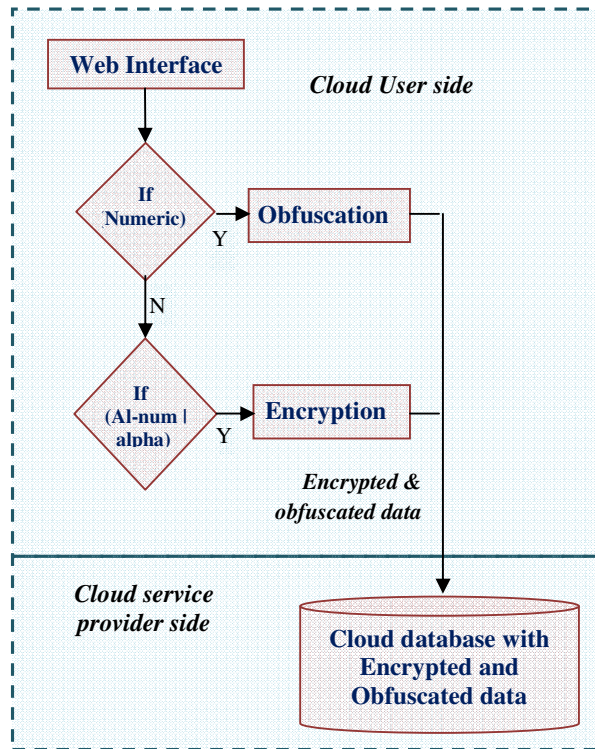 Web Interface
Cloud User side
If
(Numeric)
Y
Obfuscation
N
If
(Al-num |
alpha)
Y
Encryption
Encrypted &
obfuscated data
Cloud service
provider side
Cloud database with
Encrypted and
Obfuscated data